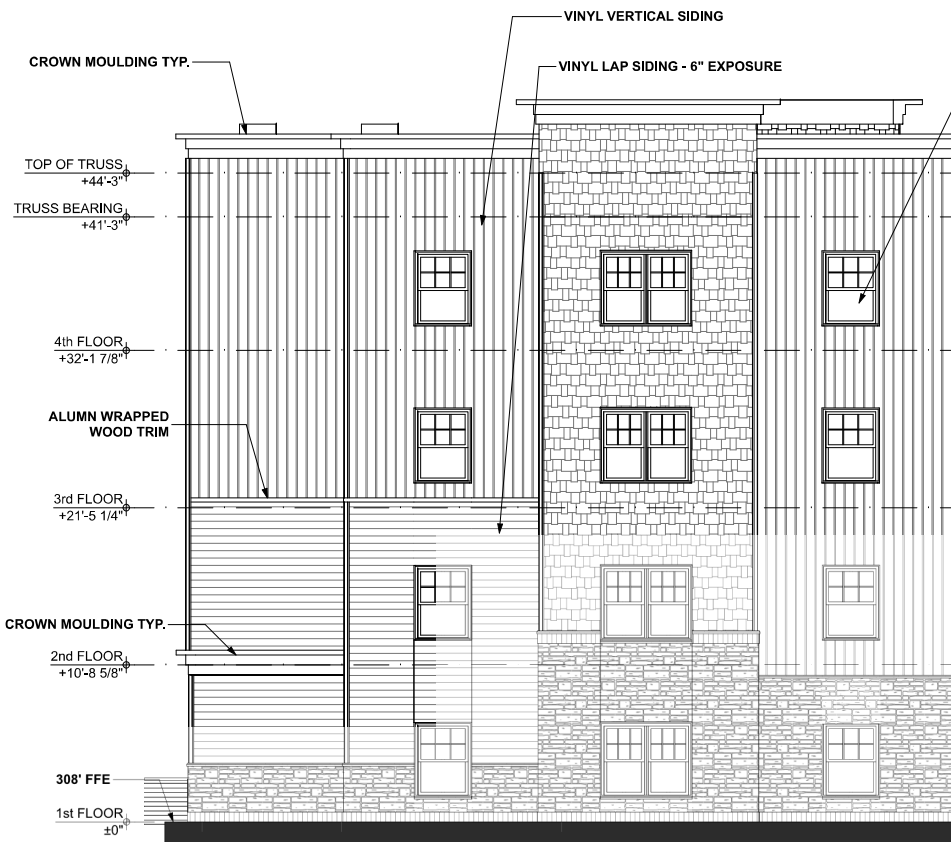 VINYL VERTICAL SIDING
CROWN MOULDING TYP.
VINYL LAP SIDING - 6" EXPOSURE
TOP OF TRUSS
+44'-3"
TRUSS BEARING
+41'-3"
4th FLOOR
+32'-1 7/8"
ALUMN WRAPPED
WOOD TRIM
3rd FLOOR
+21'-5 1/4"
CROWN MOULDING TYP.
2nd FLOOR
+10'-8 5/8"
308' FFE
1st FLOOR
±0"